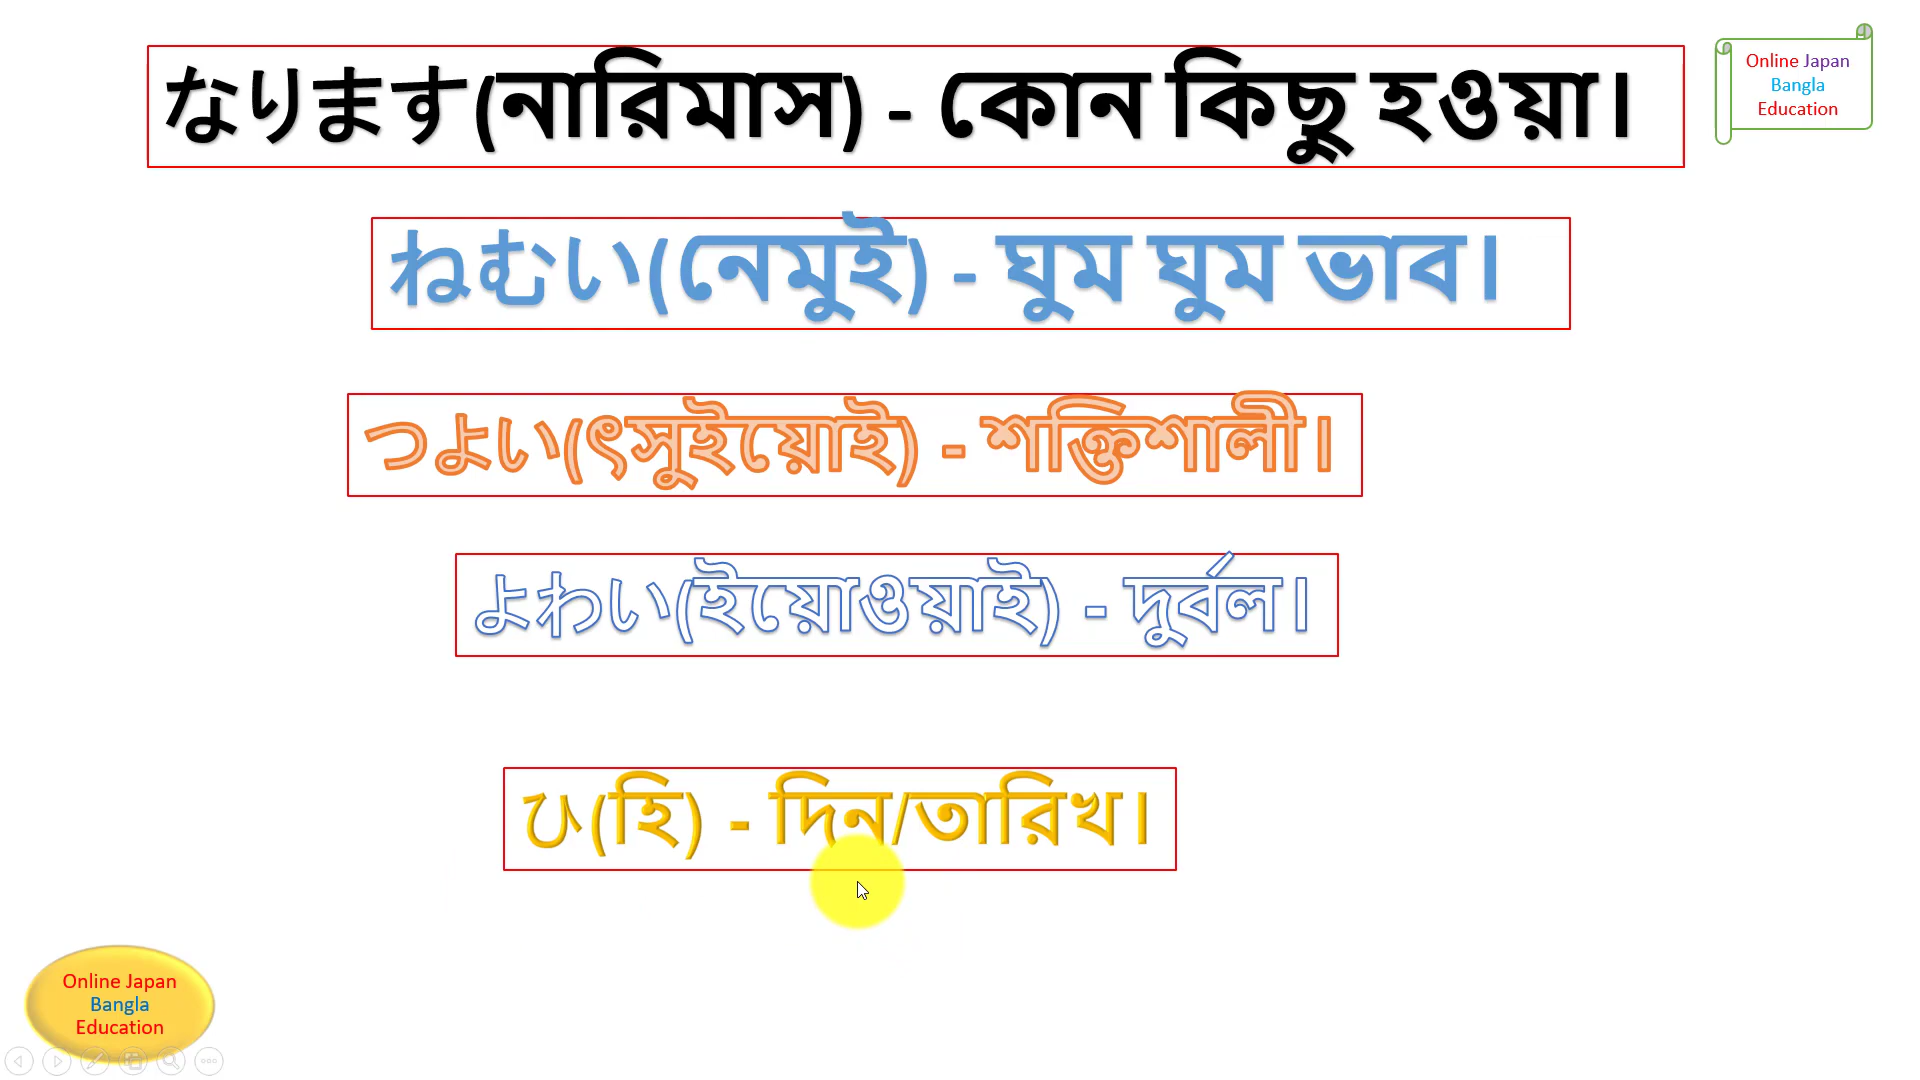 なります(নারিমাস) - কোন কিছু হওয়া।
Online Japan
Bangla
Education
ねむい(নেমুই) - ঘুম ঘুম ভাব।
つよい(ৎসুইয়োই) - শক্তিশালী।
よわい(ইয়োওয়াই) - দুর্বল।
ひ(হি) - দিন/তারিখ।
Online Japan
Bangla
Education